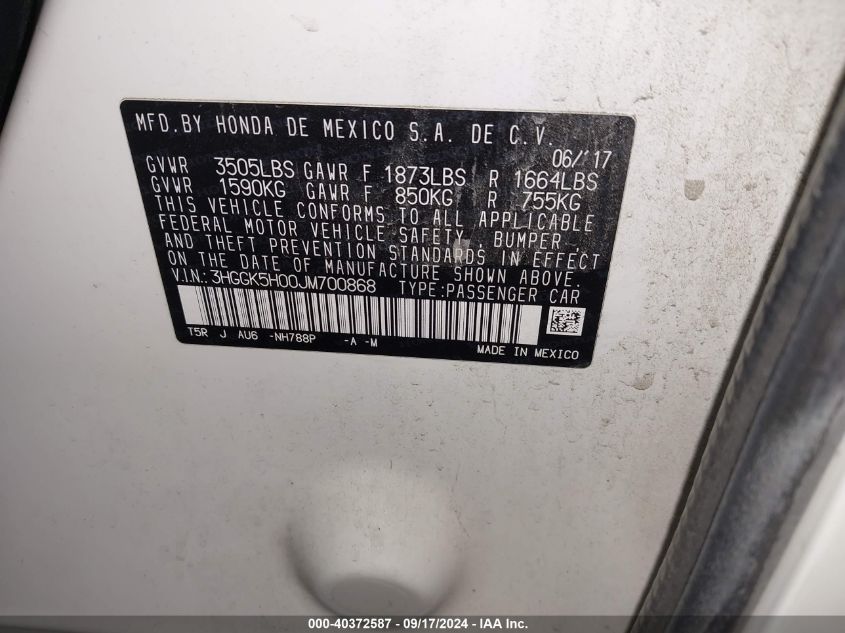 MFD.BY HONDA DE MEXICO S.A. DE C.V.
06/17
GVWR 3505LBS GAWR F 1873LBS R 1664LBS
GVWR 1590KG GAWR F 850KG R 755KG
THIS VEHICLE CONFORMS TO ALL APPLICABLE
FEDERAL MOTOR VEHICLE SAFETY, BUMPER,
AND THEFT PREVENTION STANDARDS IN EFFECT
ON THE DATE OF MANUFACTURE SHOWN ABOVE.
V.I.N.: 3HGGK5H00JM700868 TYPE:PASSENGER CAR
T5R J AU6 -NH788P -A -M
MADE IN MEXICO
000-40372587 - 09/17/2024 - IAA Inc.